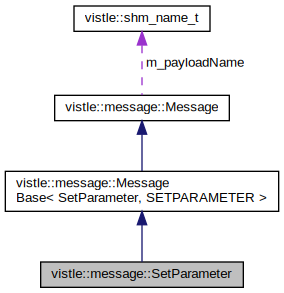 vistle::shm_name_t
m_payloadName
vistle::message::Message
vistle::message::Message
Base< SetParameter, SETPARAMETER >
vistle::message::SetParameter